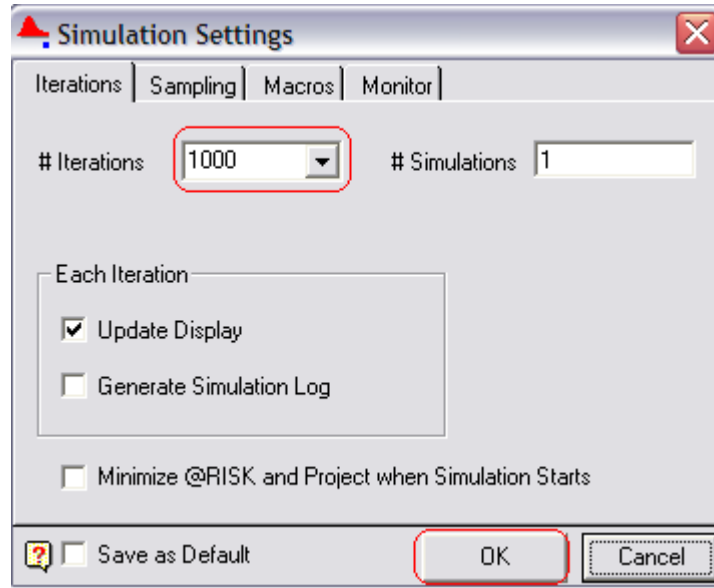 Simulation Settings
Iterations Sampling Macros Monitor
# Iterations 1000 # Simulations 1
Each Iteration
Update Display
Generate Simulation Log
Minimize @RISK and Project when Simulation Starts
Save as Default OK Cancel